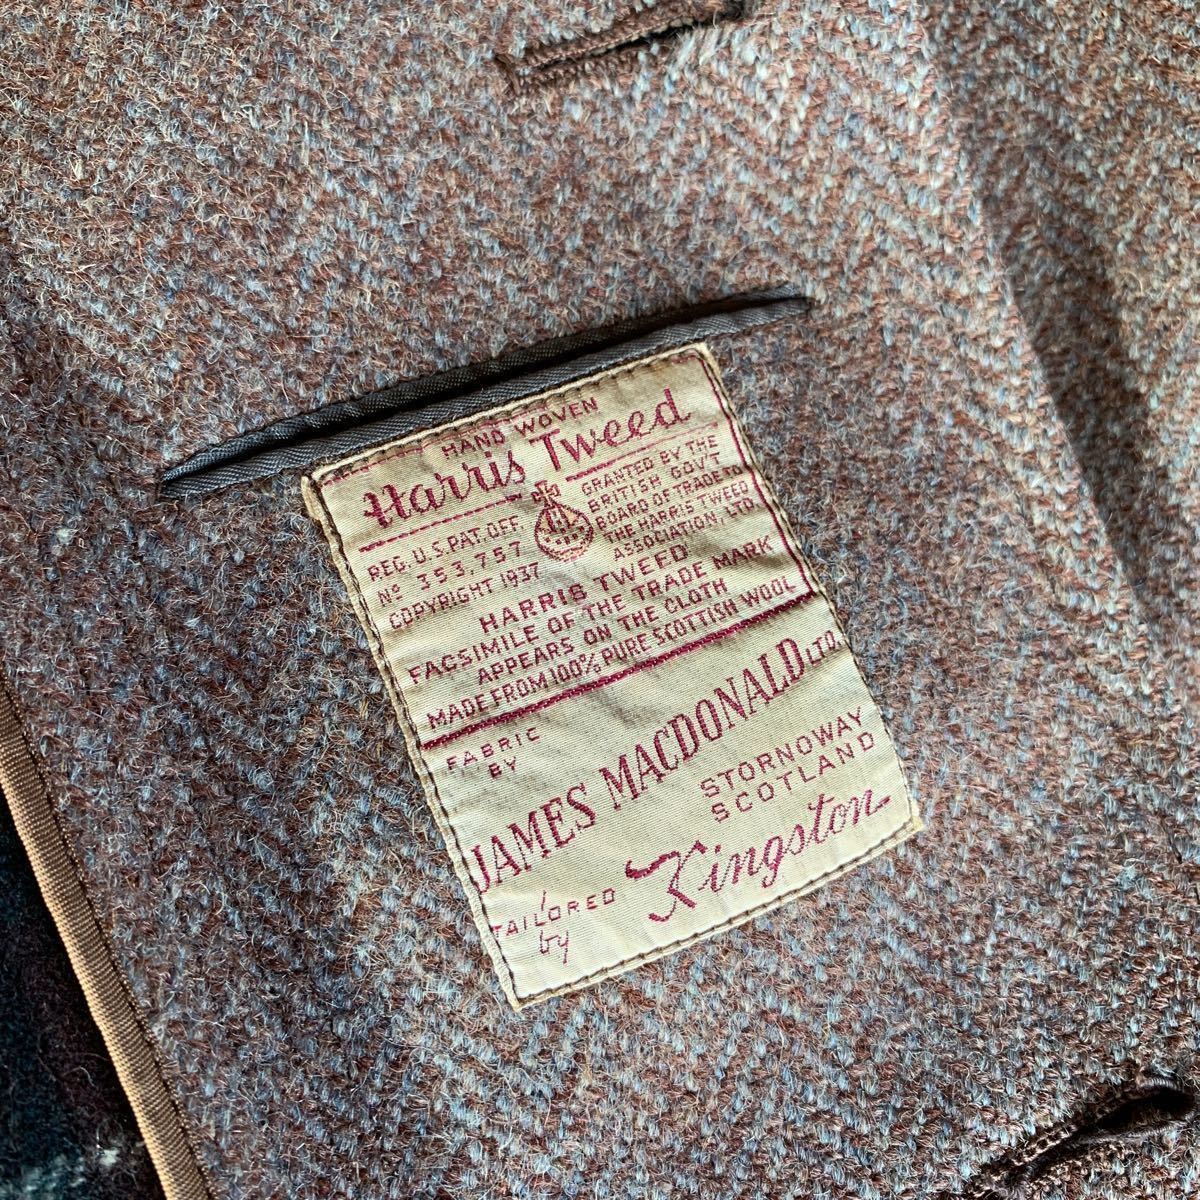 HAND WOVEN
Harris Tweed
REG. U.S. PAT. OFF.
No 353,757
COPYRIGHT 1937
GRANTED BY THE
BRITISH GOV'T
BOARD OF TRADE TO
THE HARRIS TWEED
ASSOCIATION, LTD.
HARRIS TWEED
FACSIMILE OF THE TRADE MARK
APPEARS ON THE CLOTH
MADE FROM 100% PURE SCOTTISH WOOL
FABRIC
BY
JAMES MACDONALD LTD.
STORNOWAY
SCOTLAND
TAILORED
by
Kingston